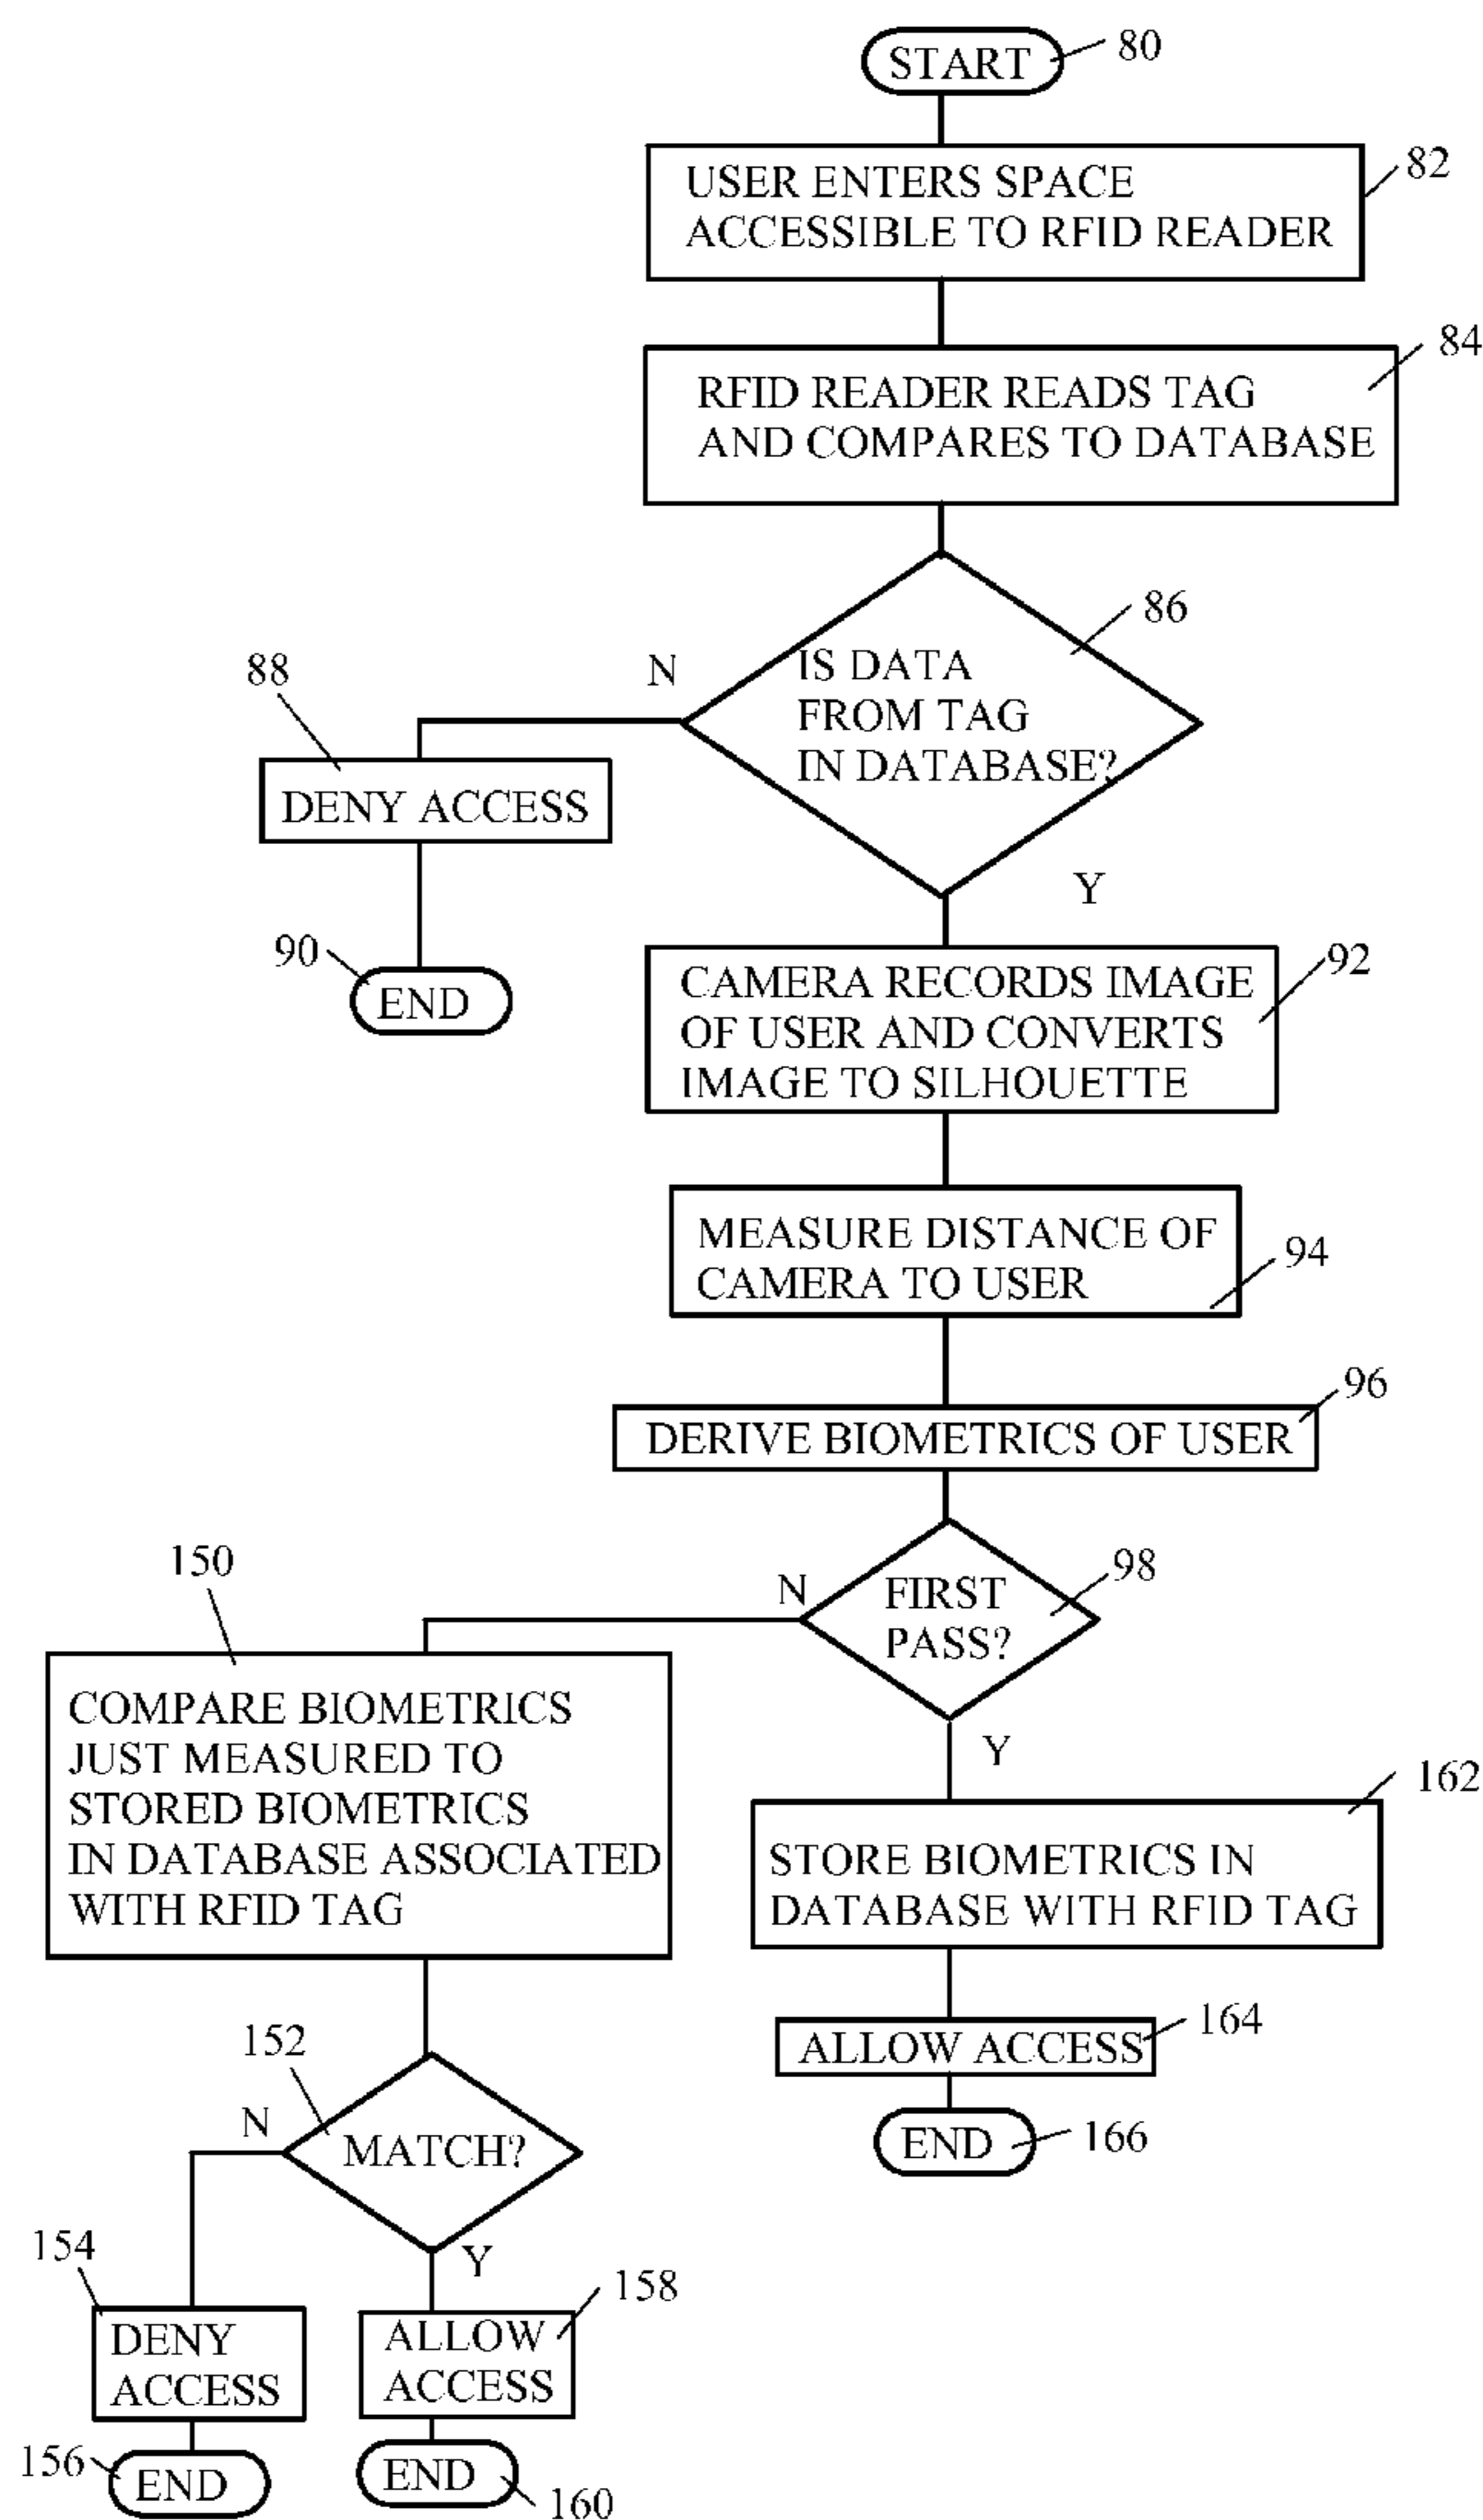 START
80
USER ENTERS SPACE
ACCESSIBLE TO RFID READER
82
RFID READER READS TAG
AND COMPARES TO DATABASE
84
IS DATA
FROM TAG
IN DATABASE?
86
N
88
DENY ACCESS
90
END
Y
CAMERA RECORDS IMAGE
OF USER AND CONVERTS
IMAGE TO SILHOUETTE
92
MEASURE DISTANCE OF
CAMERA TO USER
94
DERIVE BIOMETRICS OF USER
96
FIRST
PASS?
98
N
150
COMPARE BIOMETRICS
JUST MEASURED TO
STORED BIOMETRICS
IN DATABASE ASSOCIATED
WITH RFID TAG
Y
162
STORE BIOMETRICS IN
DATABASE WITH RFID TAG
ALLOW ACCESS
164
END
166
152
N
MATCH?
Y
154
DENY
ACCESS
156
END
158
ALLOW
ACCESS
END
160